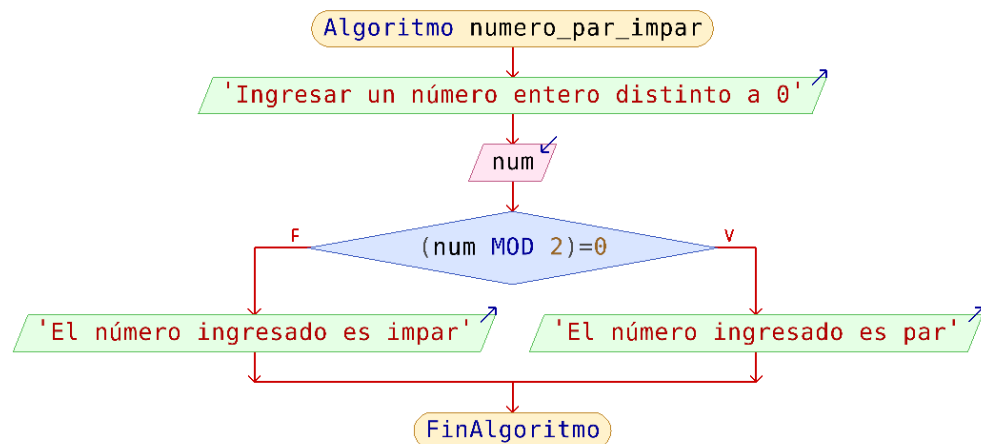 Algoritmo numero_par_impar
'Ingresar un número entero distinto a 0'
num
F
(num MOD 2)=0
V
'El número ingresado es impar'
'El número ingresado es par'
FinAlgoritmo